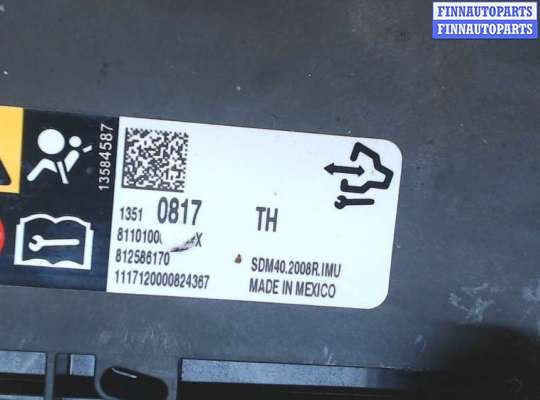 FINNAUTOPARTS
FINNAUTOPARTS
13584587
1351 0817 TH
812586170
1117120000824367
SDM40.2008R.IMU
MADE IN MEXICO